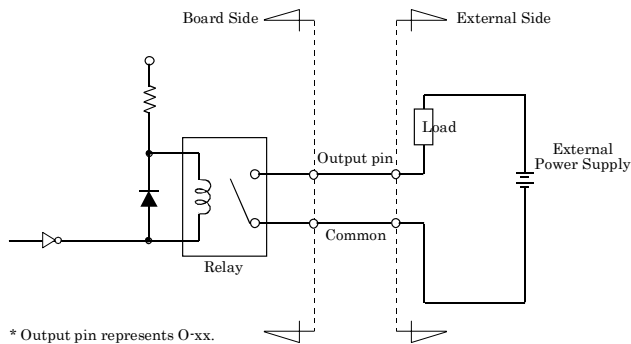 Board Side
External Side
Load
Output pin
External
Power Supply
Common
Relay
* Output pin represents O-xx.